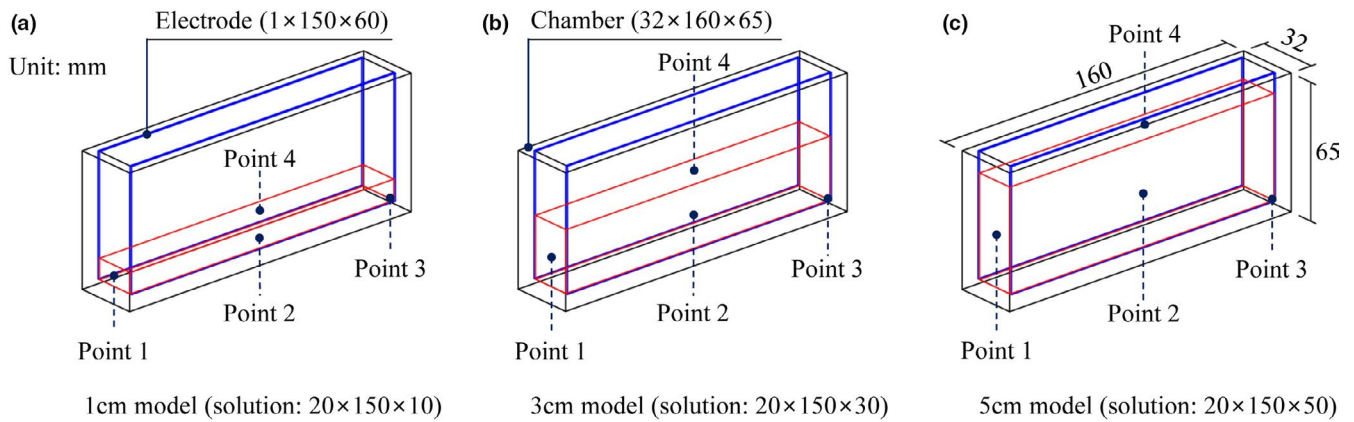 (a)
Electrode (1×150×60)
Unit: mm
Point 4
Point 3
Point 2
Point 1
1cm model (solution: 20×150×10)
(b)
Chamber (32×160×65)
Point 4
Point 3
Point 2
Point 1
3cm model (solution: 20×150×30)
(c)
Point 4
32
160
65
Point 3
Point 2
Point 1
5cm model (solution: 20×150×50)